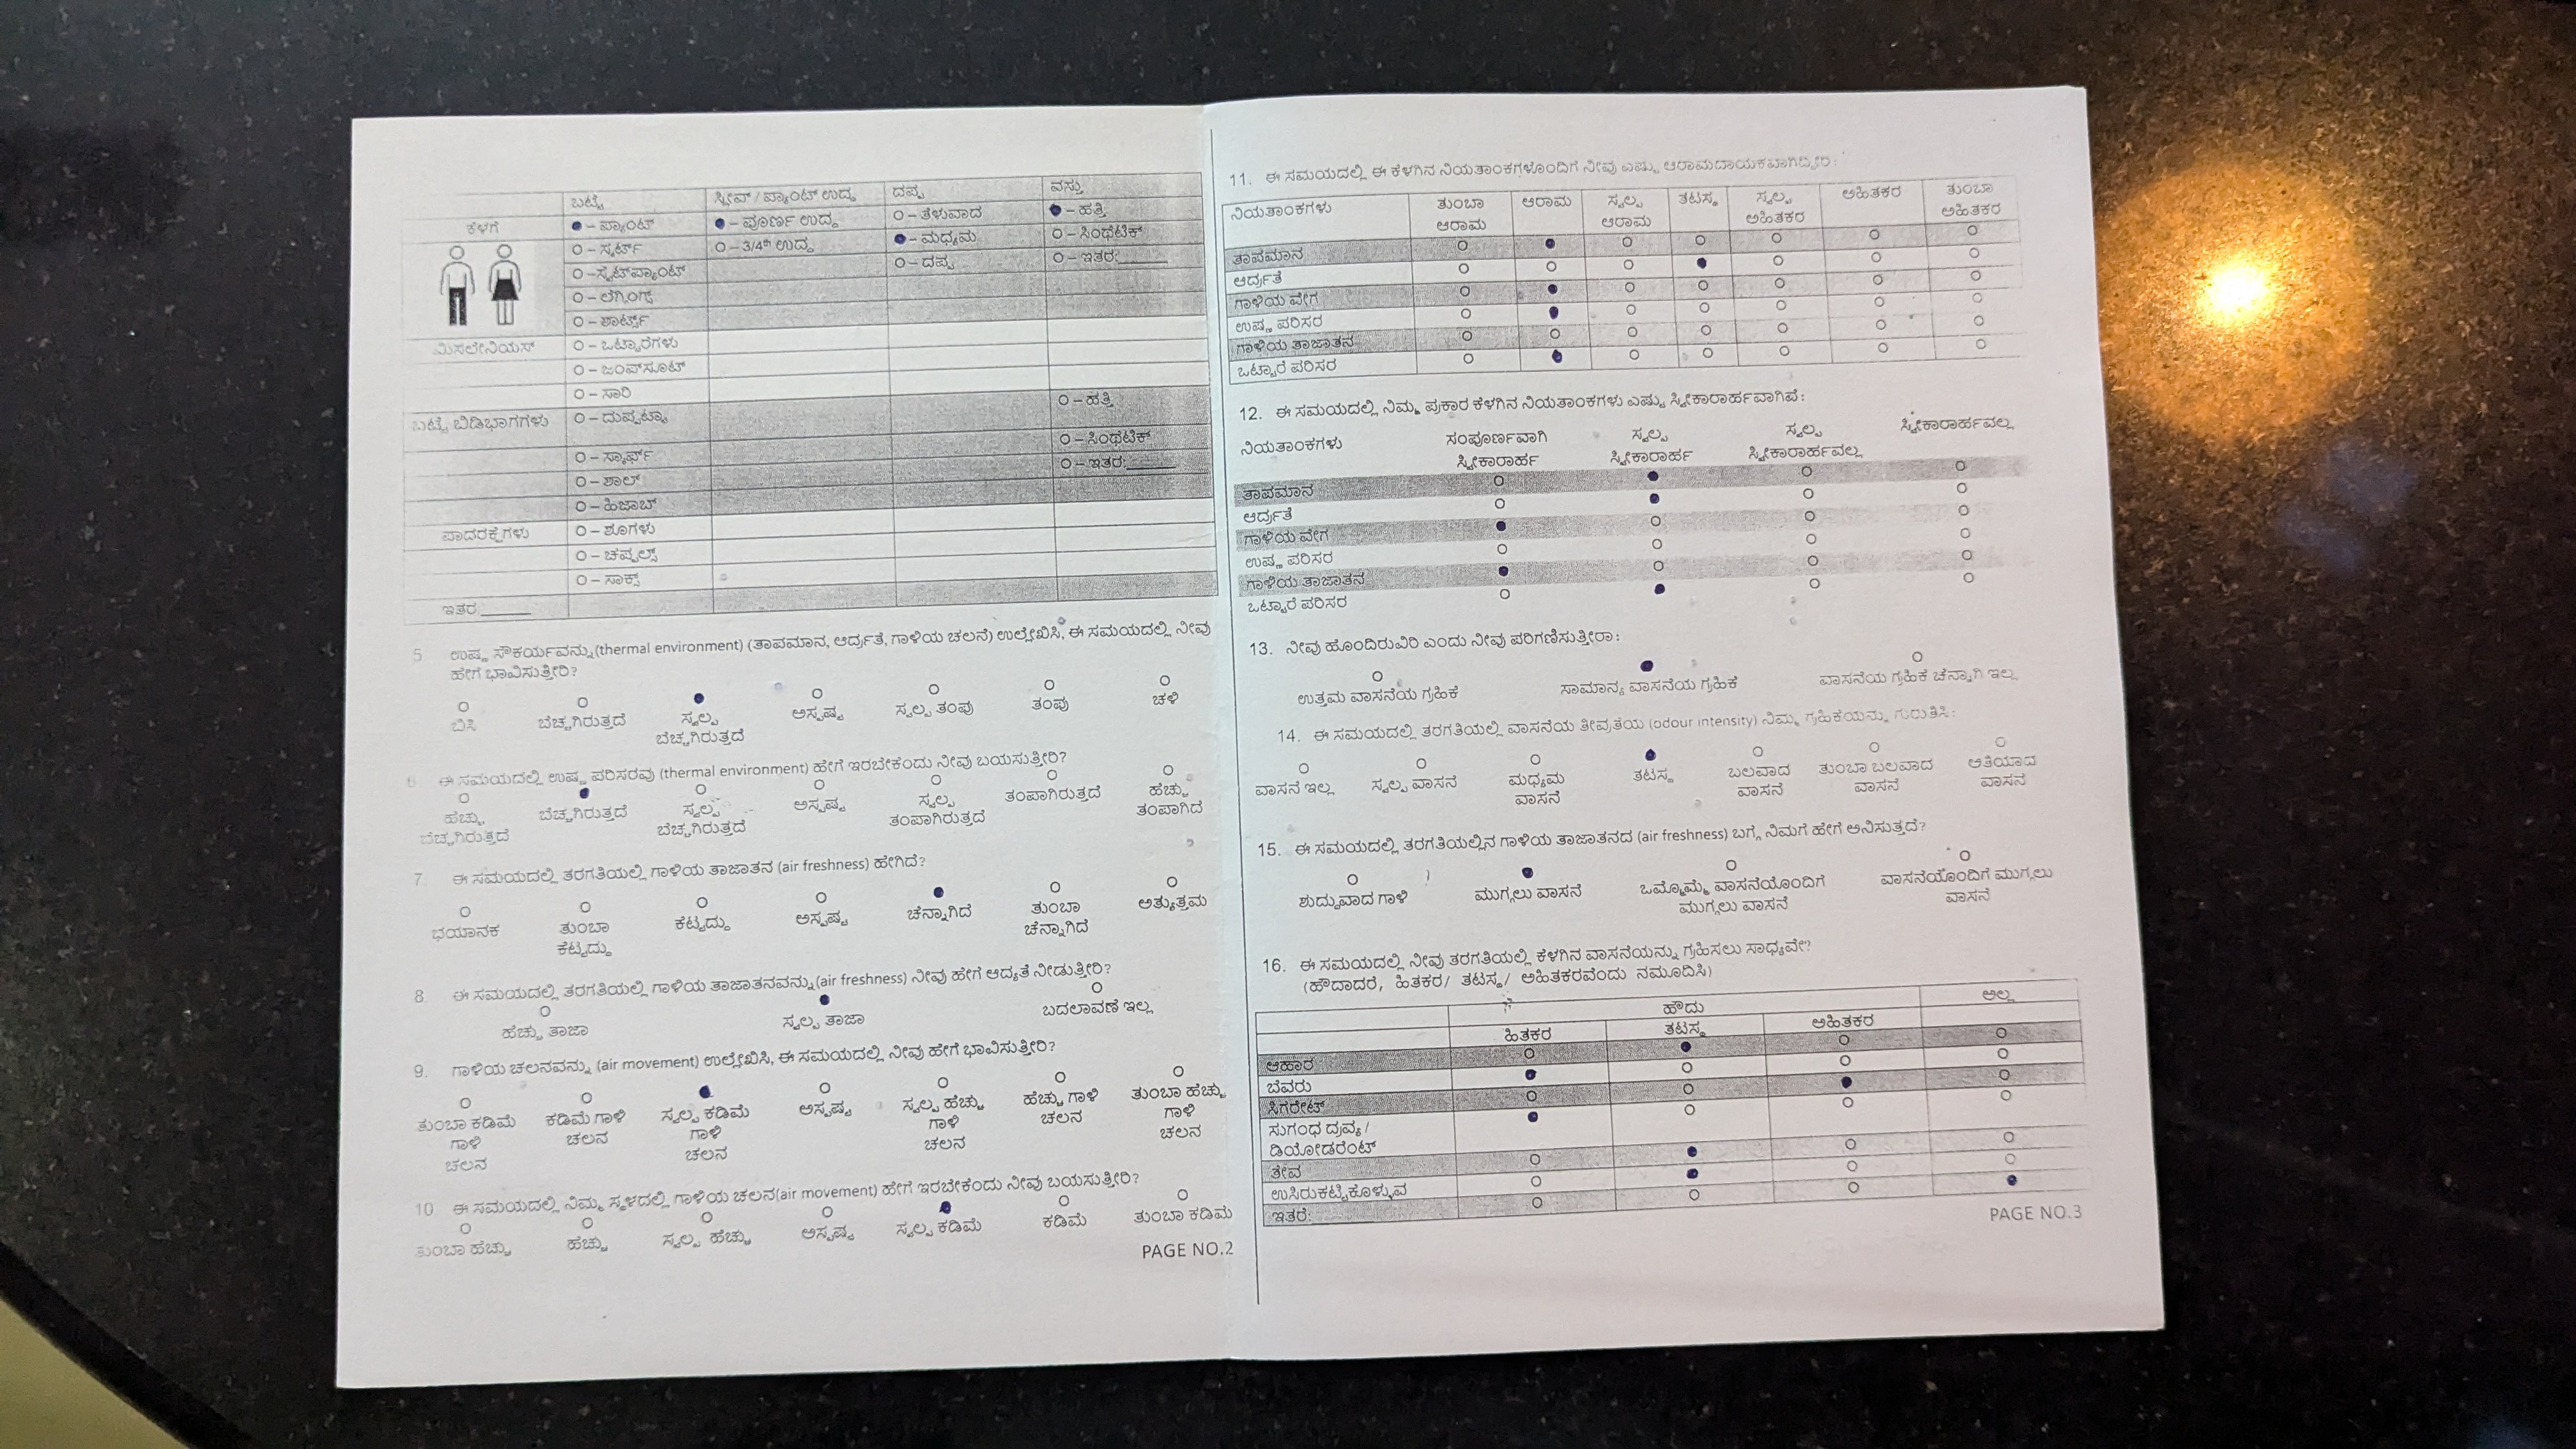 ಬಟ್ಟೆ ಸ್ಲೀವ್ / ಪ್ಯಾಂಟ್ ಉದ್ದ ದಪ್ಪ ವಸ್ತು
ಕೆಳಗೆ ●– ಪ್ಯಾಂಟ್ ●– ಪೂರ್ಣ ಉದ್ದ O – ತೆಳುವಾದ ●– ಹತ್ತಿ
O – ಸ್ಕರ್ಟ್ O – 3/4th ಉದ್ದ ●– ಮಧ್ಯಮ O – ಸಿಂಥೆಟಿಕ್
O –ಸ್ವೆಟ್‌ಪ್ಯಾಂಟ್ O – ದಪ್ಪ O – ಇತರ:______
O – ಲೆಗ್ಗಿಂಗ್ಸ್
O – ಶಾರ್ಟ್ಸ್
ಮಿಸಲೇನಿಯಸ್ O – ಒಟ್ಟಾರೆಗಳು
O – ಜಂಪ್‌ಸೂಟ್
O – ಸಾರಿ
ಬಟ್ಟೆ ಬಿಡಿಭಾಗಗಳು O – ದುಪ್ಪಟ್ಟಾ O – ಹತ್ತಿ
O – ಸ್ಕಾರ್ಫ್ O – ಸಿಂಥೆಟಿಕ್
O – ಶಾಲ್ O – ಇತರ:______
O – ಹಿಜಾಬ್
ಪಾದರಕ್ಷೆಗಳು O – ಶೂಗಳು
O – ಚಪ್ಪಲ್ಸ್
O – ಸಾಕ್ಸ್
ಇತರ:______
5 ಉಷ್ಣ ಸೌಕರ್ಯವನ್ನು (thermal environment) (ತಾಪಮಾನ, ಆರ್ದ್ರತೆ, ಗಾಳಿಯ ಚಲನೆ) ಉಲ್ಲೇಖಿಸಿ, ಈ ಸಮಯದಲ್ಲಿ ನೀವು
ಹೇಗೆ ಭಾವಿಸುತ್ತೀರಿ?
O O ● O O O O
ಬಿಸಿ ಬೆಚ್ಚಗಿರುತ್ತದೆ ಸ್ವಲ್ಪ ಅಸ್ಪಷ್ಟ ಸ್ವಲ್ಪ ತಂಪು ತಂಪು ಚಳಿ
ಬೆಚ್ಚಗಿರುತ್ತದೆ
6 ಈ ಸಮಯದಲ್ಲಿ ಉಷ್ಣ ಪರಿಸರವು (thermal environment) ಹೇಗೆ ಇರಬೇಕೆಂದು ನೀವು ಬಯಸುತ್ತೀರಿ?
O ● O O O O O
ಹೆಚ್ಚು ಬೆಚ್ಚಗಿರುತ್ತದೆ ಸ್ವಲ್ಪ ಅಸ್ಪಷ್ಟ ಸ್ವಲ್ಪ ತಂಪಾಗಿರುತ್ತದೆ ಹೆಚ್ಚು
ಬೆಚ್ಚಗಿರುತ್ತದೆ ಬೆಚ್ಚಗಿರುತ್ತದೆ ತಂಪಾಗಿರುತ್ತದೆ ತಂಪಾಗಿದೆ
7. ಈ ಸಮಯದಲ್ಲಿ ತರಗತಿಯಲ್ಲಿ ಗಾಳಿಯ ತಾಜಾತನ (air freshness) ಹೇಗಿದೆ?
O O O O ● O O
ಭಯಾನಕ ತುಂಬಾ ಕೆಟ್ಟದ್ದು ಅಸ್ಪಷ್ಟ ಚೆನ್ನಾಗಿದೆ ತುಂಬಾ ಅತ್ಯುತ್ತಮ
ಕೆಟ್ಟದ್ದು ಚೆನ್ನಾಗಿದೆ
8. ಈ ಸಮಯದಲ್ಲಿ ತರಗತಿಯಲ್ಲಿ ಗಾಳಿಯ ತಾಜಾತನವನ್ನು (air freshness) ನೀವು ಹೇಗೆ ಆದ್ಯತೆ ನೀಡುತ್ತೀರಿ?
O ● O
ಹೆಚ್ಚು ತಾಜಾ ಸ್ವಲ್ಪ ತಾಜಾ ಬದಲಾವಣೆ ಇಲ್ಲ
9. ಗಾಳಿಯ ಚಲನವನ್ನು (air movement) ಉಲ್ಲೇಖಿಸಿ, ಈ ಸಮಯದಲ್ಲಿ ನೀವು ಹೇಗೆ ಭಾವಿಸುತ್ತೀರಿ?
O O ● O O O O
ತುಂಬಾ ಕಡಿಮೆ ಕಡಿಮೆ ಗಾಳಿ ಸ್ವಲ್ಪ ಕಡಿಮೆ ಅಸ್ಪಷ್ಟ ಸ್ವಲ್ಪ ಹೆಚ್ಚು ಹೆಚ್ಚು ಗಾಳಿ ತುಂಬಾ ಹೆಚ್ಚು
ಗಾಳಿ ಚಲನ ಗಾಳಿ ಗಾಳಿ ಚಲನ ಗಾಳಿ
ಚಲನ ಚಲನ ಚಲನ ಚಲನ
10 ಈ ಸಮಯದಲ್ಲಿ ನಿಮ್ಮ ಸ್ಥಳದಲ್ಲಿ ಗಾಳಿಯ ಚಲನ(air movement) ಹೇಗೆ ಇರಬೇಕೆಂದು ನೀವು ಬಯಸುತ್ತೀರಿ?
O O O O ● O O
ತುಂಬಾ ಹೆಚ್ಚು ಹೆಚ್ಚು ಸ್ವಲ್ಪ ಹೆಚ್ಚು ಅಸ್ಪಷ್ಟ ಸ್ವಲ್ಪ ಕಡಿಮೆ ಕಡಿಮೆ ತುಂಬಾ ಕಡಿಮೆ
PAGE NO.2
11. ಈ ಸಮಯದಲ್ಲಿ ಈ ಕೆಳಗಿನ ನಿಯತಾಂಕಗಳೊಂದಿಗೆ ನೀವು ಎಷ್ಟು ಆರಾಮದಾಯಕವಾಗಿದ್ದೀರಿ:
ನಿಯತಾಂಕಗಳು ತುಂಬಾ ಆರಾಮ ಸ್ವಲ್ಪ ತಟಸ್ಥ ಸ್ವಲ್ಪ ಅಹಿತಕರ ತುಂಬಾ
ಆರಾಮ ಆರಾಮ ಅಹಿತಕರ ಅಹಿತಕರ
ತಾಪಮಾನ O ● O O O O O
ಆರ್ದ್ರತೆ O O O ● O O O
ಗಾಳಿಯ ವೇಗ O ● O O O O O
ಉಷ್ಣ ಪರಿಸರ O ● O O O O O
ಗಾಳಿಯ ತಾಜಾತನ O O O O O O O
ಒಟ್ಟಾರೆ ಪರಿಸರ O ● O O O O O
12. ಈ ಸಮಯದಲ್ಲಿ ನಿಮ್ಮ ಪ್ರಕಾರ ಕೆಳಗಿನ ನಿಯತಾಂಕಗಳು ಎಷ್ಟು ಸ್ವೀಕಾರಾರ್ಹವಾಗಿವೆ:
ನಿಯತಾಂಕಗಳು ಸಂಪೂರ್ಣವಾಗಿ ಸ್ವಲ್ಪ ಸ್ವಲ್ಪ ಸ್ವೀಕಾರಾರ್ಹವಲ್ಲ
ಸ್ವೀಕಾರಾರ್ಹ ಸ್ವೀಕಾರಾರ್ಹ ಸ್ವೀಕಾರಾರ್ಹವಲ್ಲ
ತಾಪಮಾನ O ● O O
ಆರ್ದ್ರತೆ O ● O O
ಗಾಳಿಯ ವೇಗ ● O O O
ಉಷ್ಣ ಪರಿಸರ O O O O
ಗಾಳಿಯ ತಾಜಾತನ ● O O O
ಒಟ್ಟಾರೆ ಪರಿಸರ O ● O O
13. ನೀವು ಹೊಂದಿರುವಿರಿ ಎಂದು ನೀವು ಪರಿಗಣಿಸುತ್ತೀರಾ:
O ● O
ಉತ್ತಮ ವಾಸನೆಯ ಗ್ರಹಿಕೆ ಸಾಮಾನ್ಯ ವಾಸನೆಯ ಗ್ರಹಿಕೆ ವಾಸನೆಯ ಗ್ರಹಿಕೆ ಚೆನ್ನಾಗಿ ಇಲ್ಲ
14. ಈ ಸಮಯದಲ್ಲಿ ತರಗತಿಯಲ್ಲಿ ವಾಸನೆಯ ತೀವ್ರತೆಯ (odour intensity) ನಿಮ್ಮ ಗ್ರಹಿಕೆಯನ್ನು ಗುರುತಿಸಿ:
O O O ● O O O
ವಾಸನೆ ಇಲ್ಲ ಸ್ವಲ್ಪ ವಾಸನೆ ಮಧ್ಯಮ ತಟಸ್ಥ ಬಲವಾದ ತುಂಬಾ ಬಲವಾದ ಅತಿಯಾದ
ವಾಸನೆ ವಾಸನೆ ವಾಸನೆ ವಾಸನೆ
15. ಈ ಸಮಯದಲ್ಲಿ ತರಗತಿಯಲ್ಲಿನ ಗಾಳಿಯ ತಾಜಾತನದ (air freshness) ಬಗ್ಗೆ ನಿಮಗೆ ಹೇಗೆ ಅನಿಸುತ್ತದೆ?
O ● O O
ಶುದ್ಧವಾದ ಗಾಳಿ ಮುಗ್ಗಲು ವಾಸನೆ ಒಮ್ಮೊಮ್ಮೆ ವಾಸನೆಯೊಂದಿಗೆ ವಾಸನೆಯೊಂದಿಗೆ ಮುಗ್ಗಲು
ಮುಗ್ಗಲು ವಾಸನೆ ವಾಸನೆ
16. ಈ ಸಮಯದಲ್ಲಿ ನೀವು ತರಗತಿಯಲ್ಲಿ ಕೆಳಗಿನ ವಾಸನೆಯನ್ನು ಗ್ರಹಿಸಲು ಸಾಧ್ಯವೇ?
(ಹೌದಾದರೆ, ಹಿತಕರ/ ತಟಸ್ಥ/ ಅಹಿತಕರವೆಂದು ನಮೂದಿಸಿ)
ಹೌದು ಅಲ್ಲ
ಹಿತಕರ ತಟಸ್ಥ ಅಹಿತಕರ
ಆಹಾರ O ● O O
ಬೆವರು ● O O O
ಸಿಗರೇಟ್ O O ● O
ಸುಗಂಧ ದ್ರವ್ಯ / ● O O O
ಡಿಯೋಡರೆಂಟ್
ತೇವ O ● O O
ಉಸಿರುಕಟ್ಟಿಕೊಳ್ಳುವ O ● O O
ಇತರೆ:______ O O O ●
PAGE NO.3